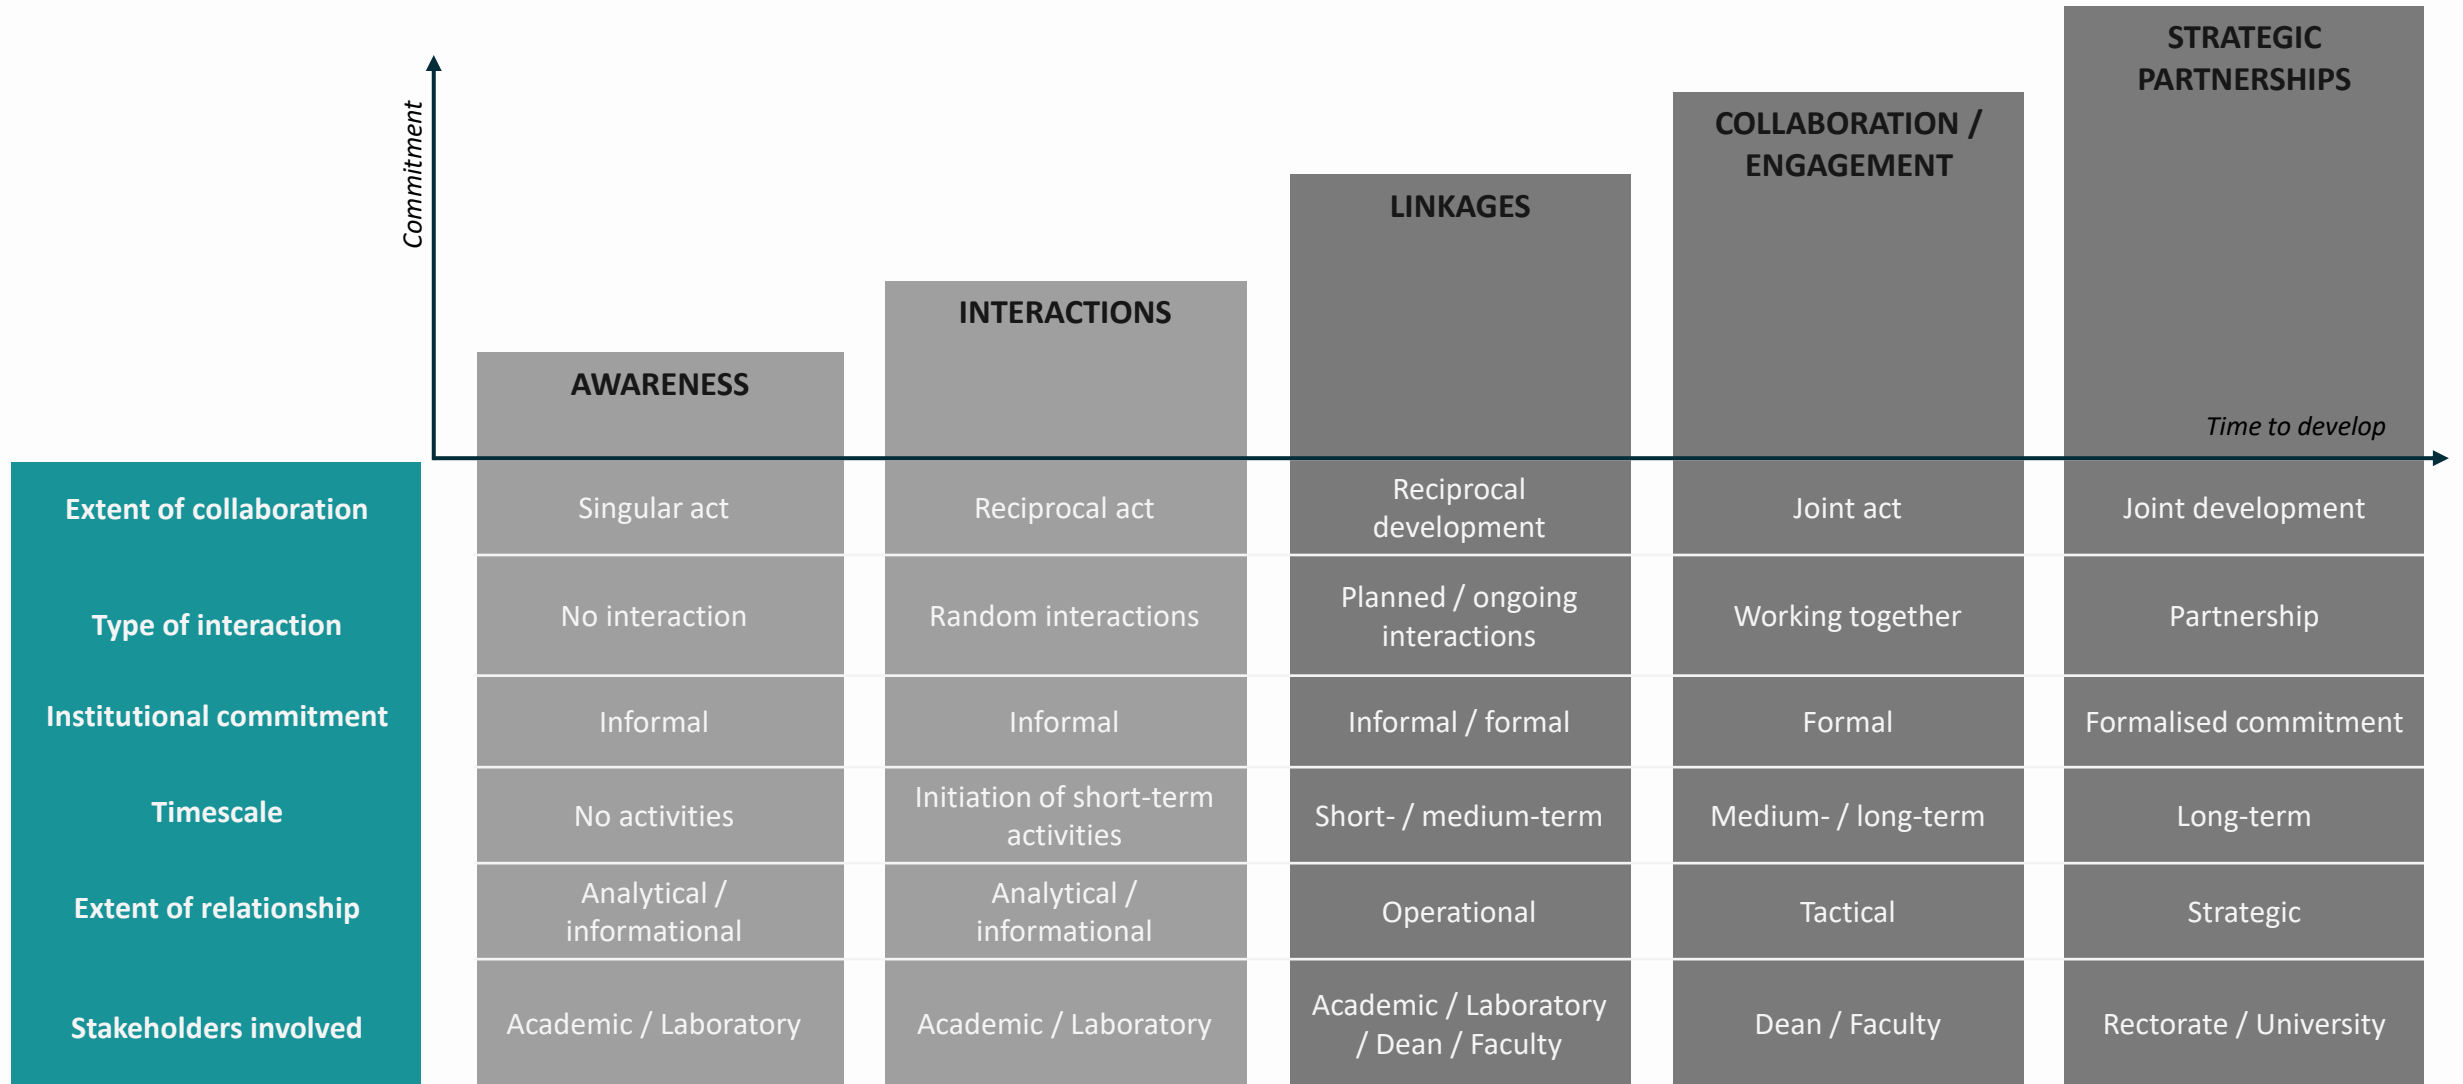 STRATEGIC
PARTNERSHIPS
COLLABORATION /
ENGAGEMENT
LINKAGES
INTERACTIONS
AWARENESS
Commitment
Time to develop
Extent of collaboration
Singular act
Reciprocal act
Reciprocal
development
Joint act
Joint development
Type of interaction
No interaction
Random interactions
Planned / ongoing
interactions
Working together
Partnership
Institutional commitment
Informal
Informal
Informal / formal
Formal
Formalised commitment
Timescale
No activities
Initiation of short-term
activities
Short- / medium-term
Medium- / long-term
Long-term
Extent of relationship
Analytical /
informational
Analytical /
informational
Operational
Tactical
Strategic
Stakeholders involved
Academic / Laboratory
Academic / Laboratory
Academic / Laboratory
/ Dean / Faculty
Dean / Faculty
Rectorate / University